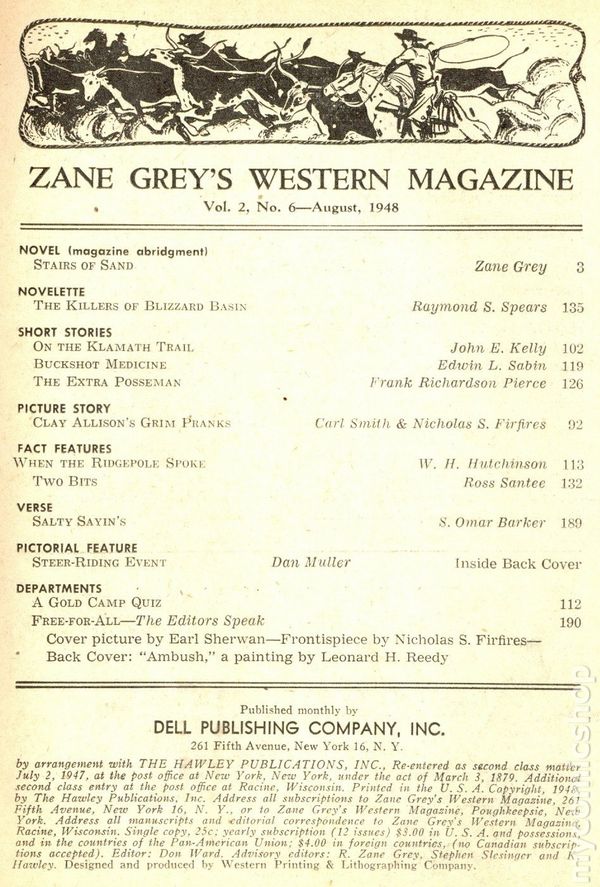 ZANE GREY'S WESTERN MAGAZINE
Vol. 2, No. 6—August, 1948
NOVEL (magazine abridgment)
STAIRS OF SAND Zane Grey 3
NOVELETTE
THE KILLERS OF BLIZZARD BASIN Raymond S. Spears 135
SHORT STORIES
ON THE KLAMATH TRAIL John E. Kelly 102
BUCKSHOT MEDICINE Edwin L. Sabin 119
THE EXTRA POSSEMAN Frank Richardson Pierce 126
PICTURE STORY
CLAY ALLISON'S GRIM PRANKS Carl Smith & Nicholas S. Firfires 92
FACT FEATURES
WHEN THE RIDGEPOLE SPOKE W. H. Hutchinson 113
TWO BITS Ross Santee 132
VERSE
SALTY SAYIN'S S. Omar Barker 189
PICTORIAL FEATURE
STEER-RIDING EVENT Dan Muller Inside Back Cover
DEPARTMENTS
A GOLD CAMP QUIZ 112
FREE-FOR-ALL—The Editors Speak 190
Cover picture by Earl Sherwan—Frontispiece by Nicholas S. Firfires—
Back Cover: "Ambush," a painting by Leonard H. Reedy
Published monthly by
DELL PUBLISHING COMPANY, INC.
261 Fifth Avenue, New York 16, N. Y.
by arrangement with THE HAWLEY PUBLICATIONS, INC., Re-entered as second class matter
July 2, 1947, at the post office at New York, New York, under the act of March 3, 1879. Additional
second class entry at the post office at Racine, Wisconsin. Printed in the U. S. A. Copyright, 1948,
by The Hawley Publications, Inc. Address all subscriptions to Zane Grey's Western Magazine, 261
Fifth Avenue, New York 16, N. Y., or to Zane Grey's Western Magazine, Poughkeepsie, New
York. Address all manuscripts and editorial correspondence to Zane Grey's Western Magazine,
Racine, Wisconsin. Single copy, 25c; yearly subscription (12 issues) $3.00 in U. S. A. and possessions,
and in the countries of the Pan-American Union; $4.00 in foreign countries, (no Canadian subscrip-
tions accepted). Editor: Don Ward. Advisory editors: R. Zane Grey, Stephen Slesinger and K.
Hawley. Designed and produced by Western Printing & Lithographing Company.
mycomicshop